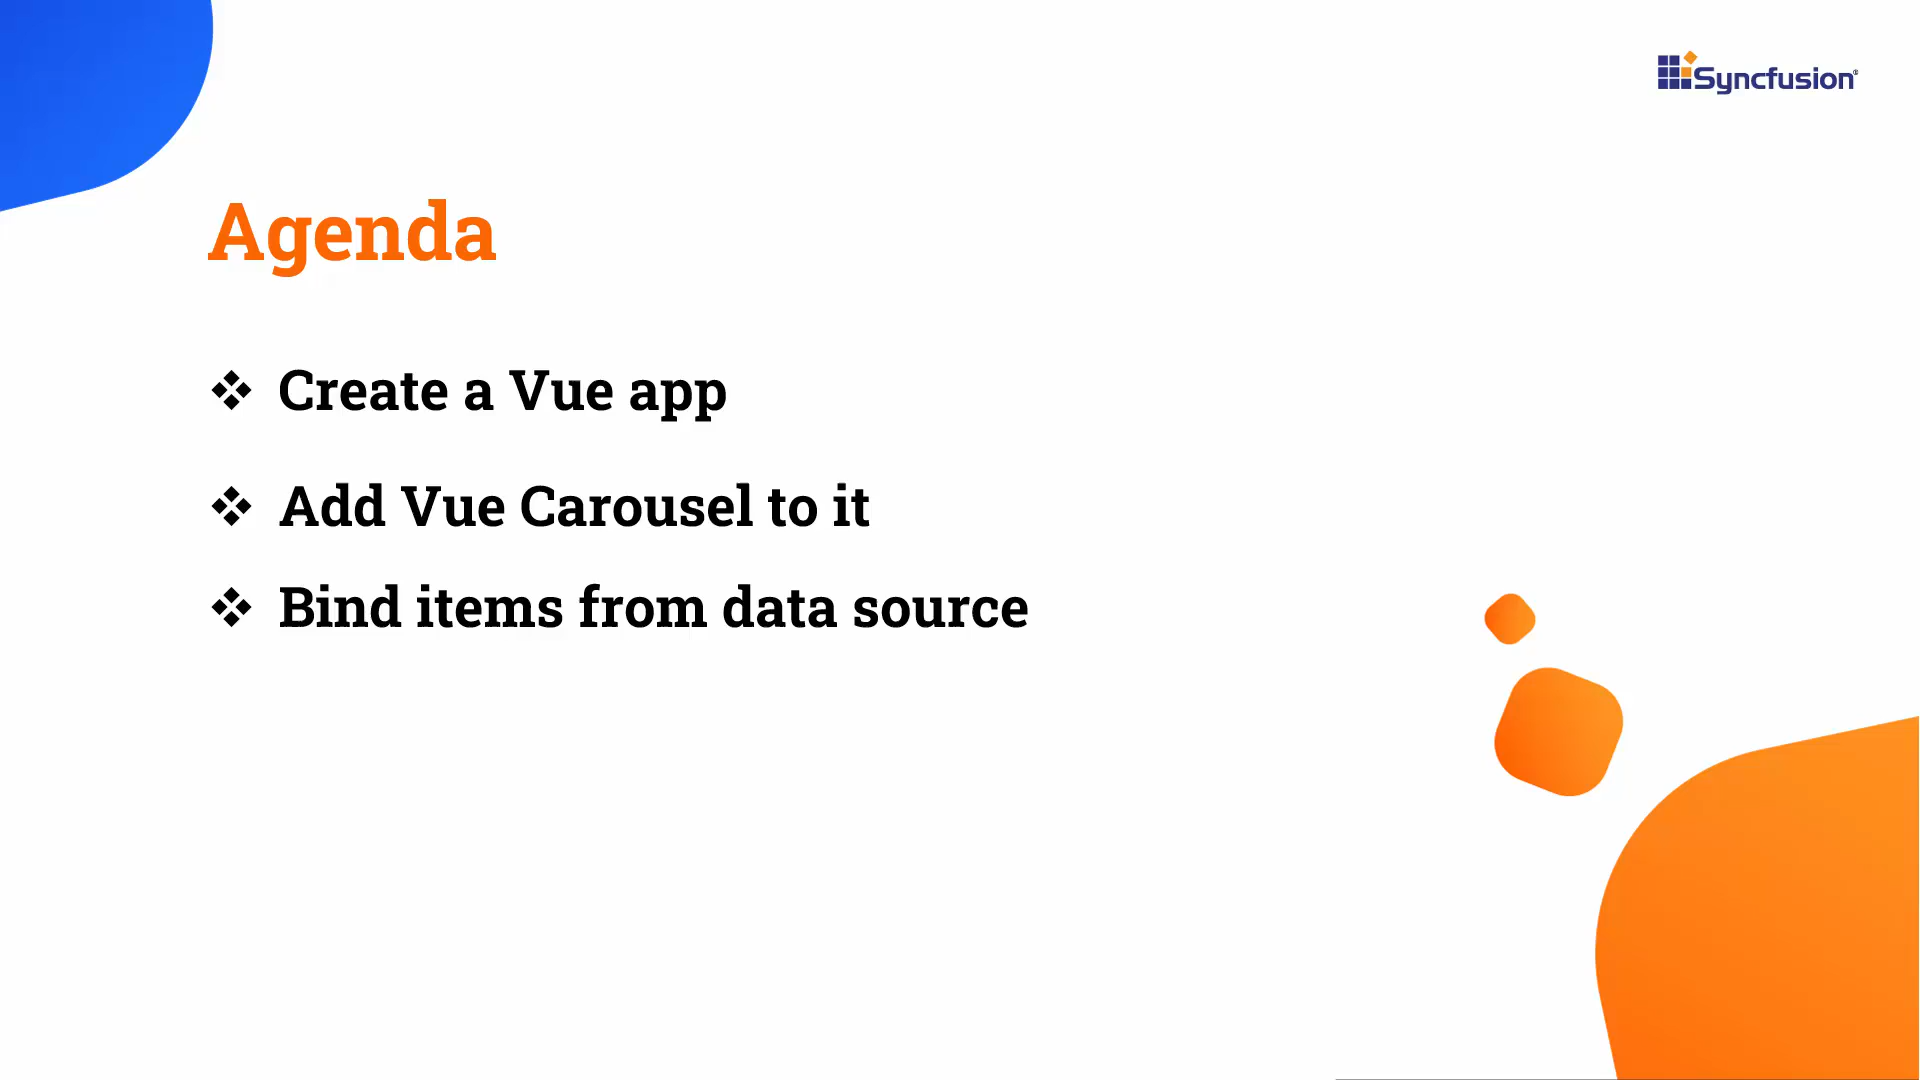 Syncfusion®
Agenda
❖ Create a Vue app
❖ Add Vue Carousel to it
❖ Bind items from data source